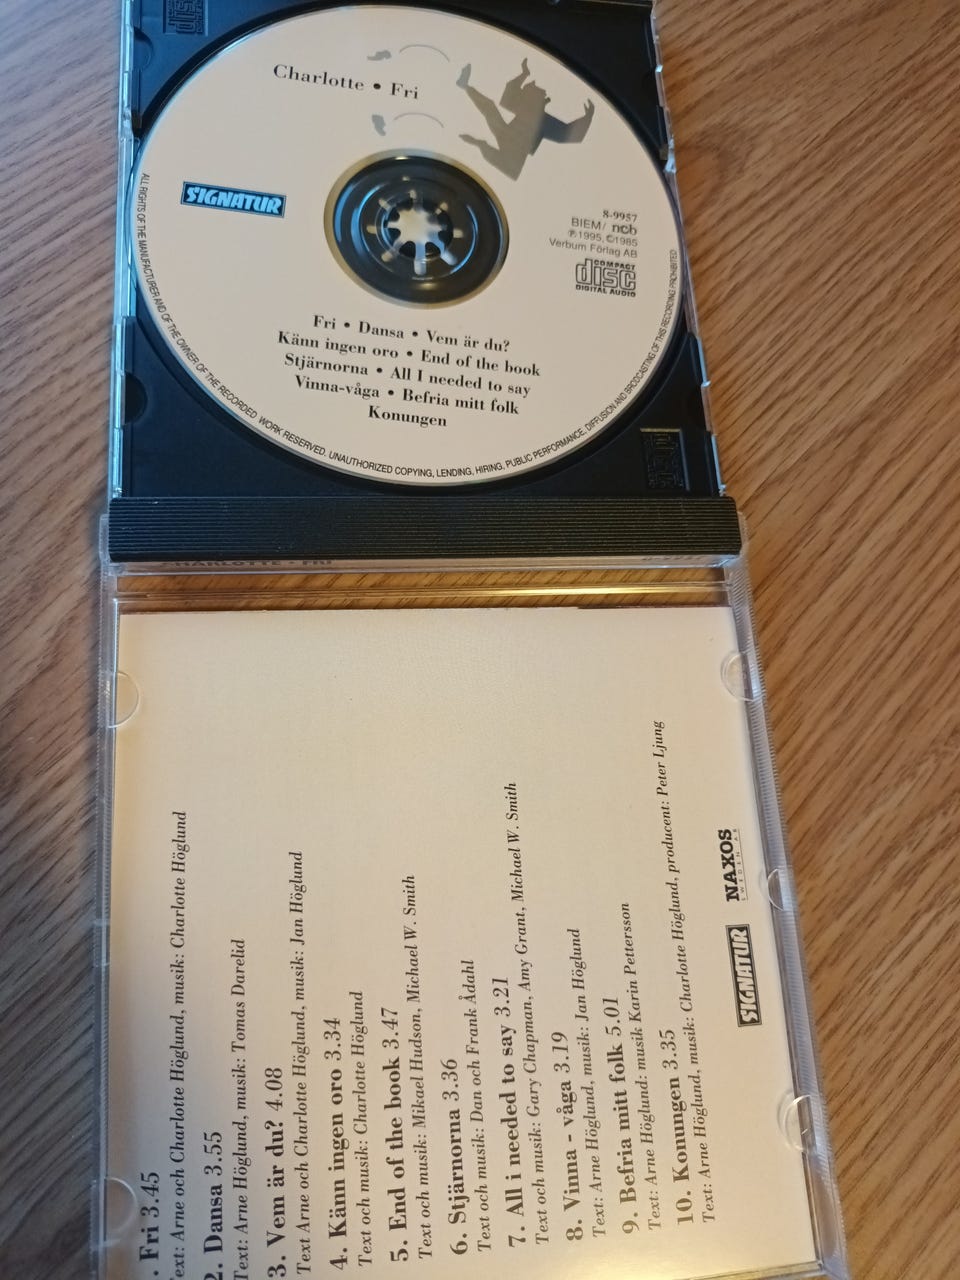 Charlotte • Fri
SIGNATUR
8-9957
BIEM/ ncb
℗1995, ©1985
Verbum Förlag AB
COMPACT
disc
DIGITAL AUDIO
Fri • Dansa • Vem är du?
Känn ingen oro • End of the book
Stjärnorna • All I needed to say
Vinna-våga • Befria mitt folk
Konungen
ALL RIGHTS OF THE MANUFACTURER AND OF THE OWNER OF THE RECORDED WORK RESERVED, UNAUTHORIZED COPYING, LENDING, HIRING, PUBLIC PERFORMANCE, DIFFUSION AND BROADCASTING OF THIS RECORDING PROHIBITED
CHARLOTTE • FRI 8-9957
. Fri 3.45
ext: Arne och Charlotte Höglund, musik: Charlotte Höglund
2. Dansa 3.55
Text: Arne Höglund, musik: Tomas Darelid
3. Vem är du? 4.08
Text Arne och Charlotte Höglund, musik: Jan Höglund
4. Känn ingen oro 3.34
Text och musik: Charlotte Höglund
5. End of the book 3.47
Text och musik: Mikael Hudson, Michael W. Smith
6. Stjärnorna 3.36
Text och musik: Dan och Frank Ådahl
7. All i needed to say 3.21
Text och musik: Gary Chapman, Amy Grant, Michael W. Smith
8. Vinna - våga 3.19
Text: Arne Höglund, musik: Jan Höglund
9. Befria mitt folk 5.01
Text: Arne Höglund: musik Karin Pettersson
10. Konungen 3.35
Text: Arne Höglund, musik: Charlotte Höglund, producent: Peter Ljung
SIGNATUR NAXOS
SWEDEN AB